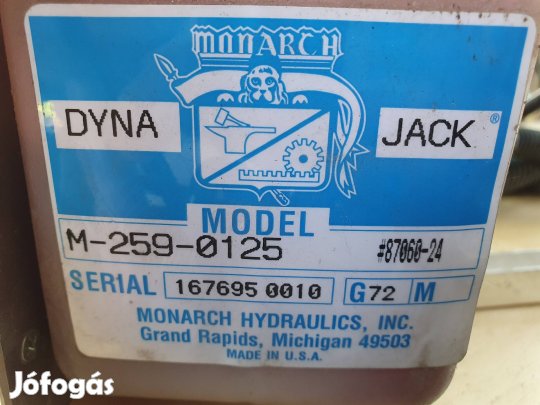 MONARCH
DYNA JACK®
MODEL
M-259-0125 #87060-24
SERIAL 167695 0010 G72 M
MONARCH HYDRAULICS, INC.
Grand Rapids, Michigan 49503
MADE IN U.S.A.
Jófogás